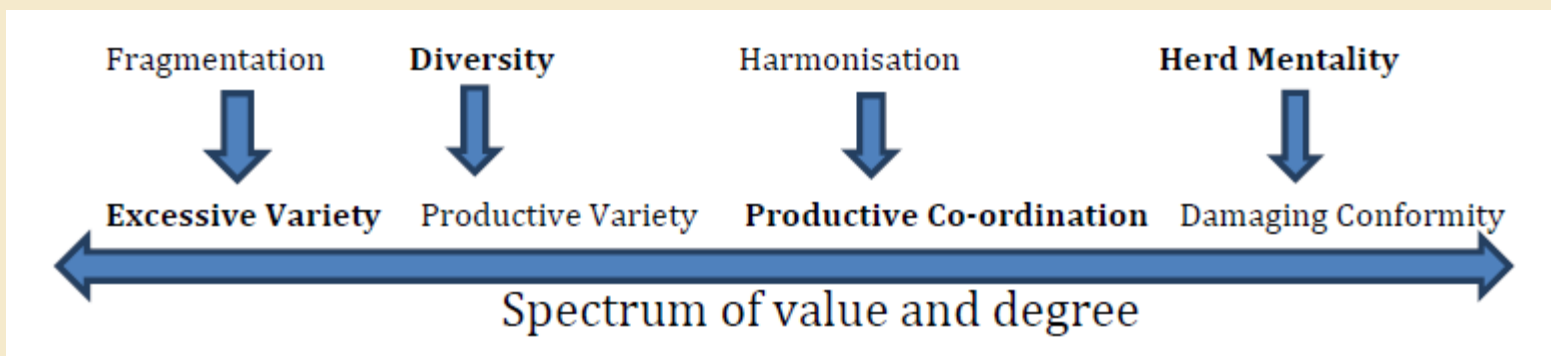 Fragmentation Diversity Harmonisation Herd Mentality
Excessive Variety Productive Variety Productive Co-ordination Damaging Conformity
Spectrum of value and degree